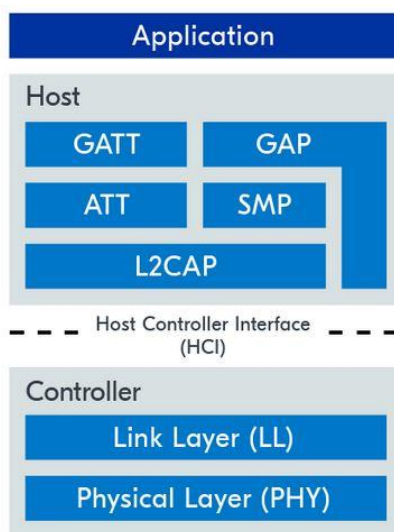 Application
Host
GATT
GAP
ATT
SMP
L2CAP
Host Controller Interface
(HCI)
Controller
Link Layer (LL)
Physical Layer (PHY)